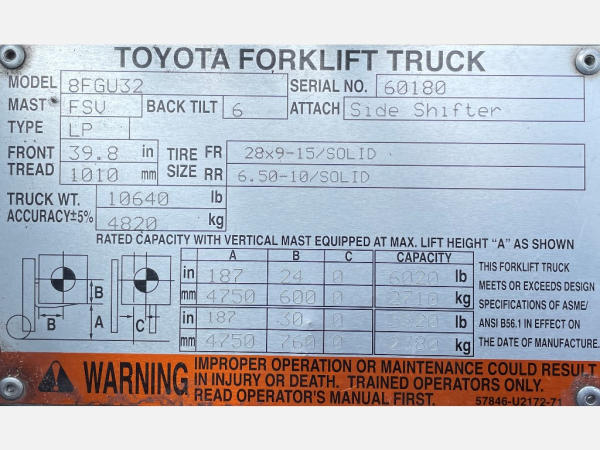 TOYOTA FORKLIFT TRUCK
MODEL 8FGU32 SERIAL NO. 60180
MAST FSV BACK TILT 6 ATTACH Side Shifter
TYPE LP
FRONT TREAD 39.8 in TIRE SIZE FR 28x9-15/SOLID
1010 mm RR 6.50-10/SOLID
TRUCK WT. 10640 lb
ACCURACY±5% 4820 kg
RATED CAPACITY WITH VERTICAL MAST EQUIPPED AT MAX. LIFT HEIGHT "A" AS SHOWN
A B C CAPACITY
in 187 24 0 6020 lb
mm 4750 600 0 2710 kg
in 187 30 0 lb
mm 4750 760 0 kg
B
B A C
THIS FORKLIFT TRUCK
MEETS OR EXCEEDS DESIGN
SPECIFICATIONS OF ASME/
ANSI B56.1 IN EFFECT ON
THE DATE OF MANUFACTURE.
WARNING
IMPROPER OPERATION OR MAINTENANCE COULD RESULT
IN INJURY OR DEATH. TRAINED OPERATORS ONLY.
READ OPERATOR'S MANUAL FIRST. 57846-U2172-71